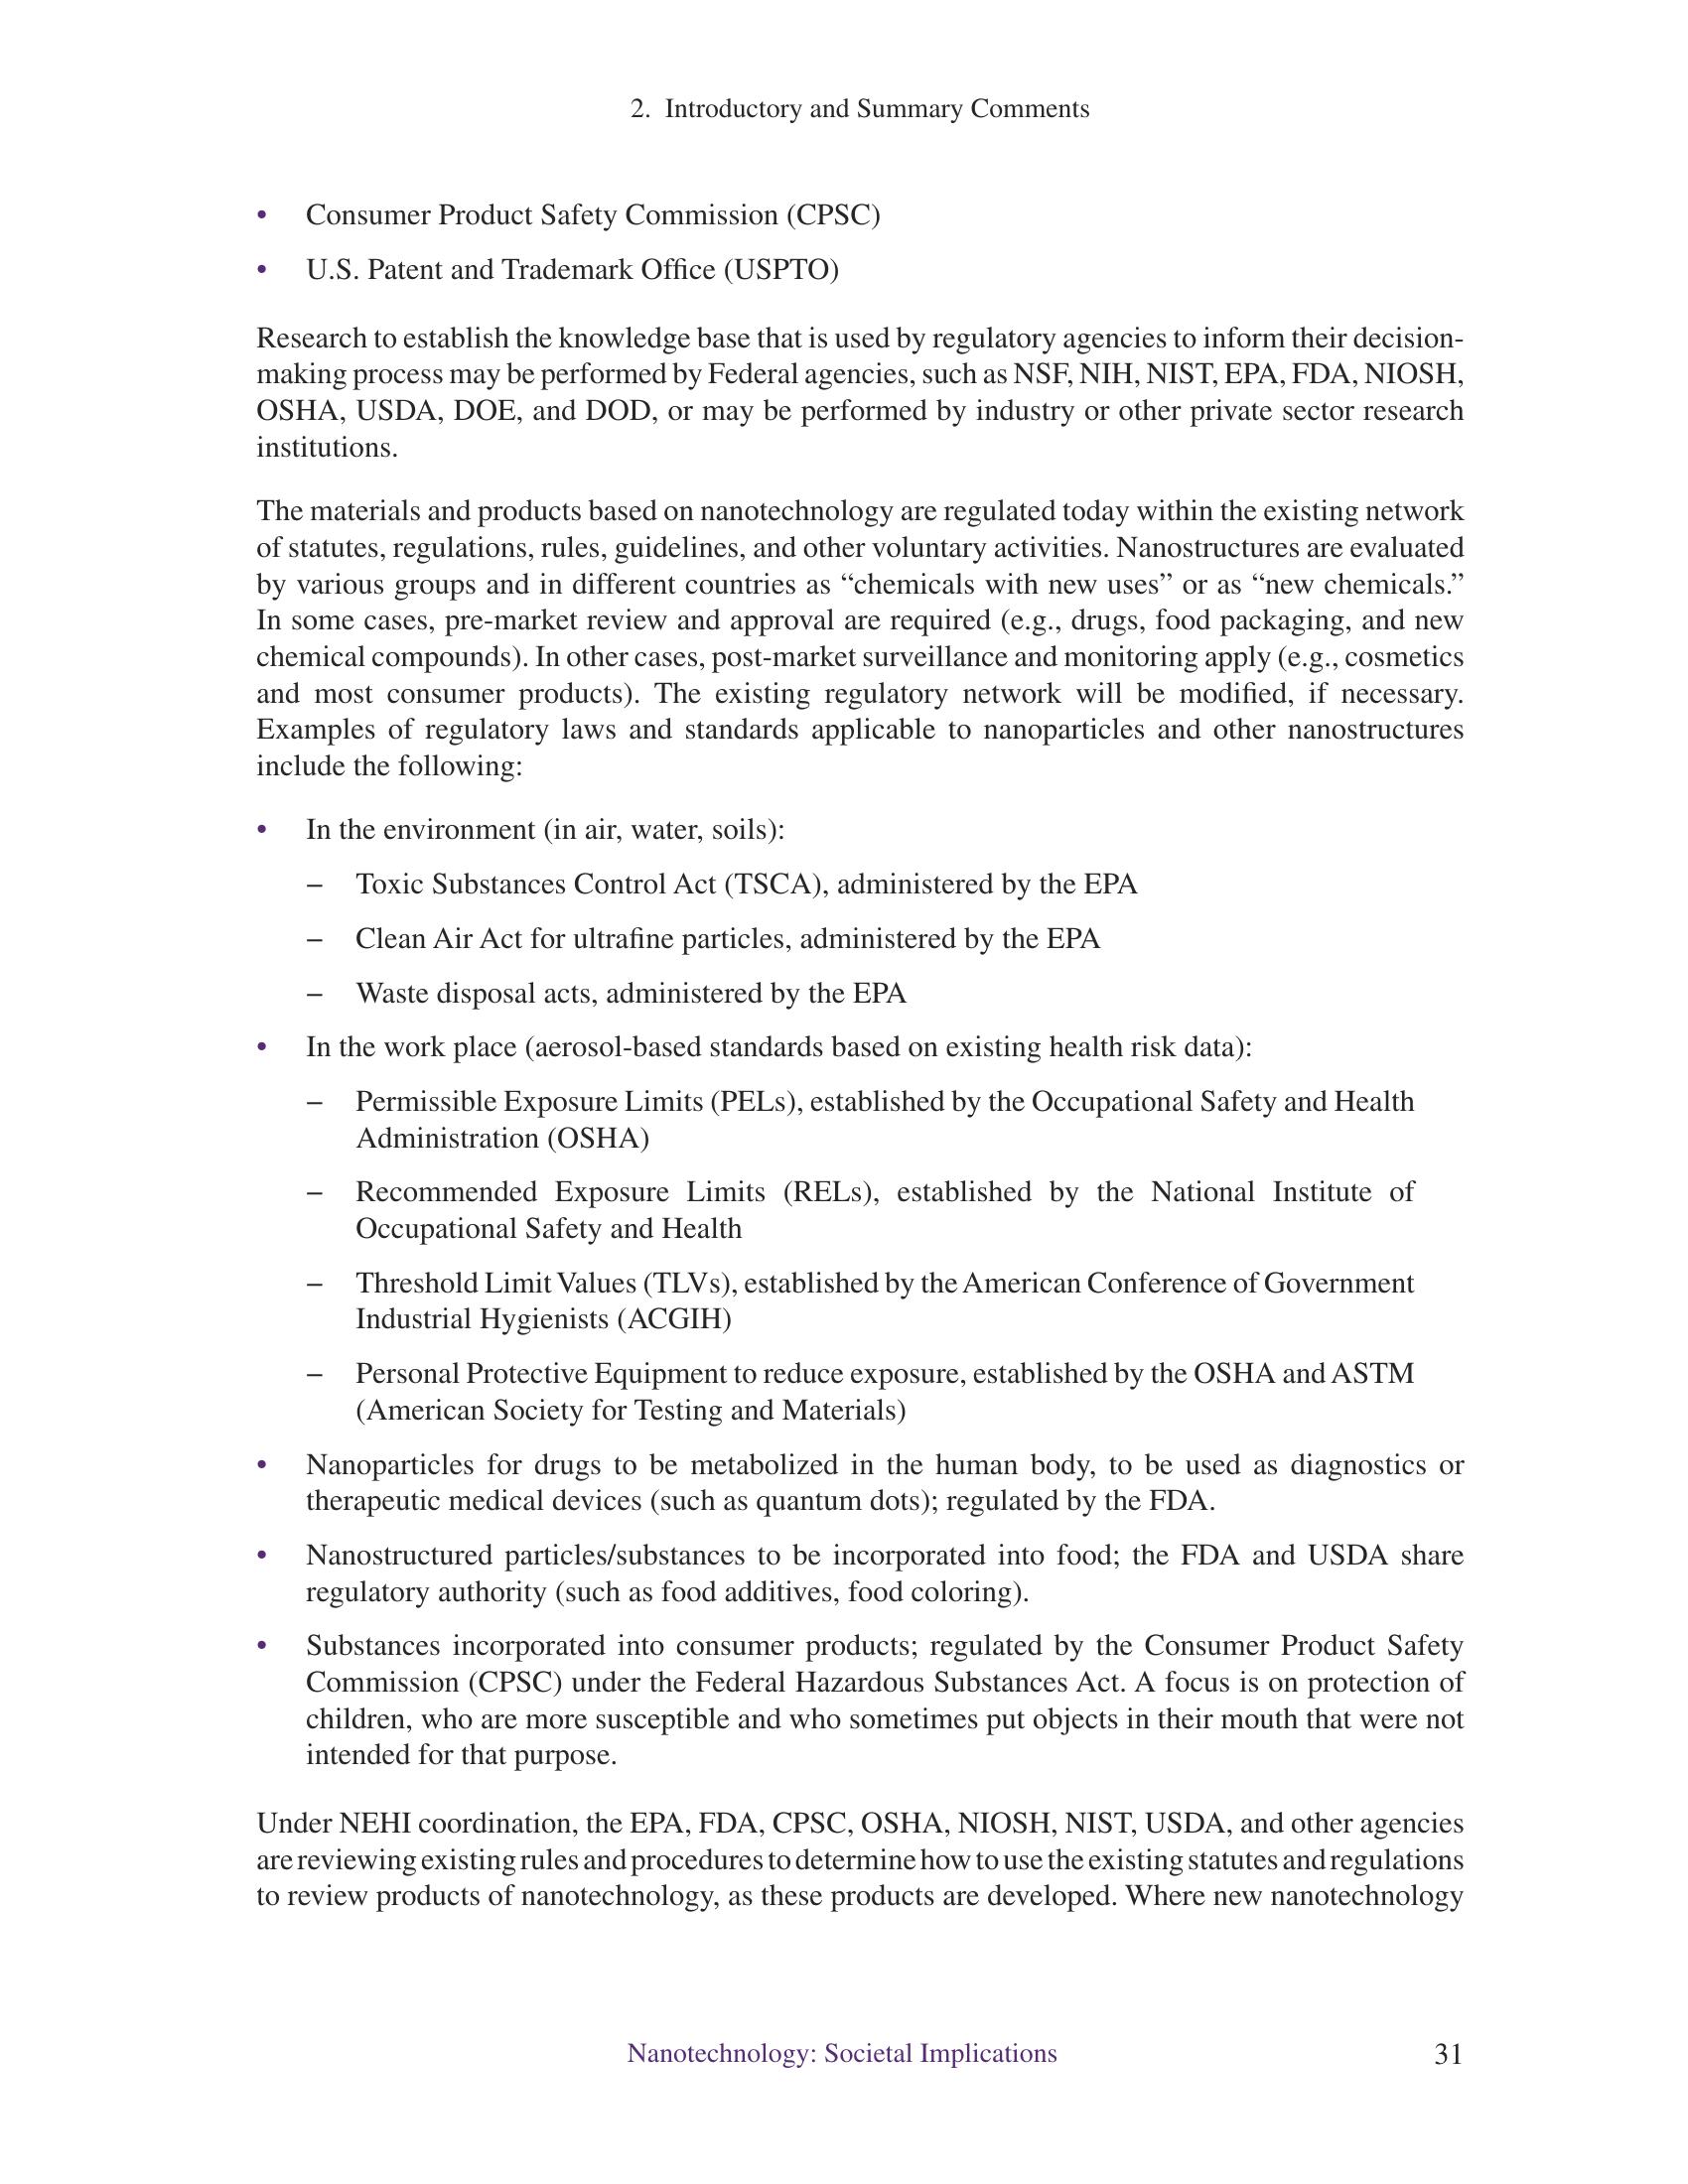 2. Introductory and Summary Comments
• Consumer Product Safety Commission (CPSC)
• U.S. Patent and Trademark Office (USPTO)
Research to establish the knowledge base that is used by regulatory agencies to inform their decision-
making process may be performed by Federal agencies, such as NSF, NIH, NIST, EPA, FDA, NIOSH,
OSHA, USDA, DOE, and DOD, or may be performed by industry or other private sector research
institutions.
The materials and products based on nanotechnology are regulated today within the existing network
of statutes, regulations, rules, guidelines, and other voluntary activities. Nanostructures are evaluated
by various groups and in different countries as “chemicals with new uses” or as “new chemicals.”
In some cases, pre-market review and approval are required (e.g., drugs, food packaging, and new
chemical compounds). In other cases, post-market surveillance and monitoring apply (e.g., cosmetics
and most consumer products). The existing regulatory network will be modified, if necessary.
Examples of regulatory laws and standards applicable to nanoparticles and other nanostructures
include the following:
• In the environment (in air, water, soils):
– Toxic Substances Control Act (TSCA), administered by the EPA
– Clean Air Act for ultrafine particles, administered by the EPA
– Waste disposal acts, administered by the EPA
• In the work place (aerosol-based standards based on existing health risk data):
– Permissible Exposure Limits (PELs), established by the Occupational Safety and Health
Administration (OSHA)
– Recommended Exposure Limits (RELs), established by the National Institute of
Occupational Safety and Health
– Threshold Limit Values (TLVs), established by the American Conference of Government
Industrial Hygienists (ACGIH)
– Personal Protective Equipment to reduce exposure, established by the OSHA and ASTM
(American Society for Testing and Materials)
• Nanoparticles for drugs to be metabolized in the human body, to be used as diagnostics or
therapeutic medical devices (such as quantum dots); regulated by the FDA.
• Nanostructured particles/substances to be incorporated into food; the FDA and USDA share
regulatory authority (such as food additives, food coloring).
• Substances incorporated into consumer products; regulated by the Consumer Product Safety
Commission (CPSC) under the Federal Hazardous Substances Act. A focus is on protection of
children, who are more susceptible and who sometimes put objects in their mouth that were not
intended for that purpose.
Under NEHI coordination, the EPA, FDA, CPSC, OSHA, NIOSH, NIST, USDA, and other agencies
are reviewing existing rules and procedures to determine how to use the existing statutes and regulations
to review products of nanotechnology, as these products are developed. Where new nanotechnology
Nanotechnology: Societal Implications 31